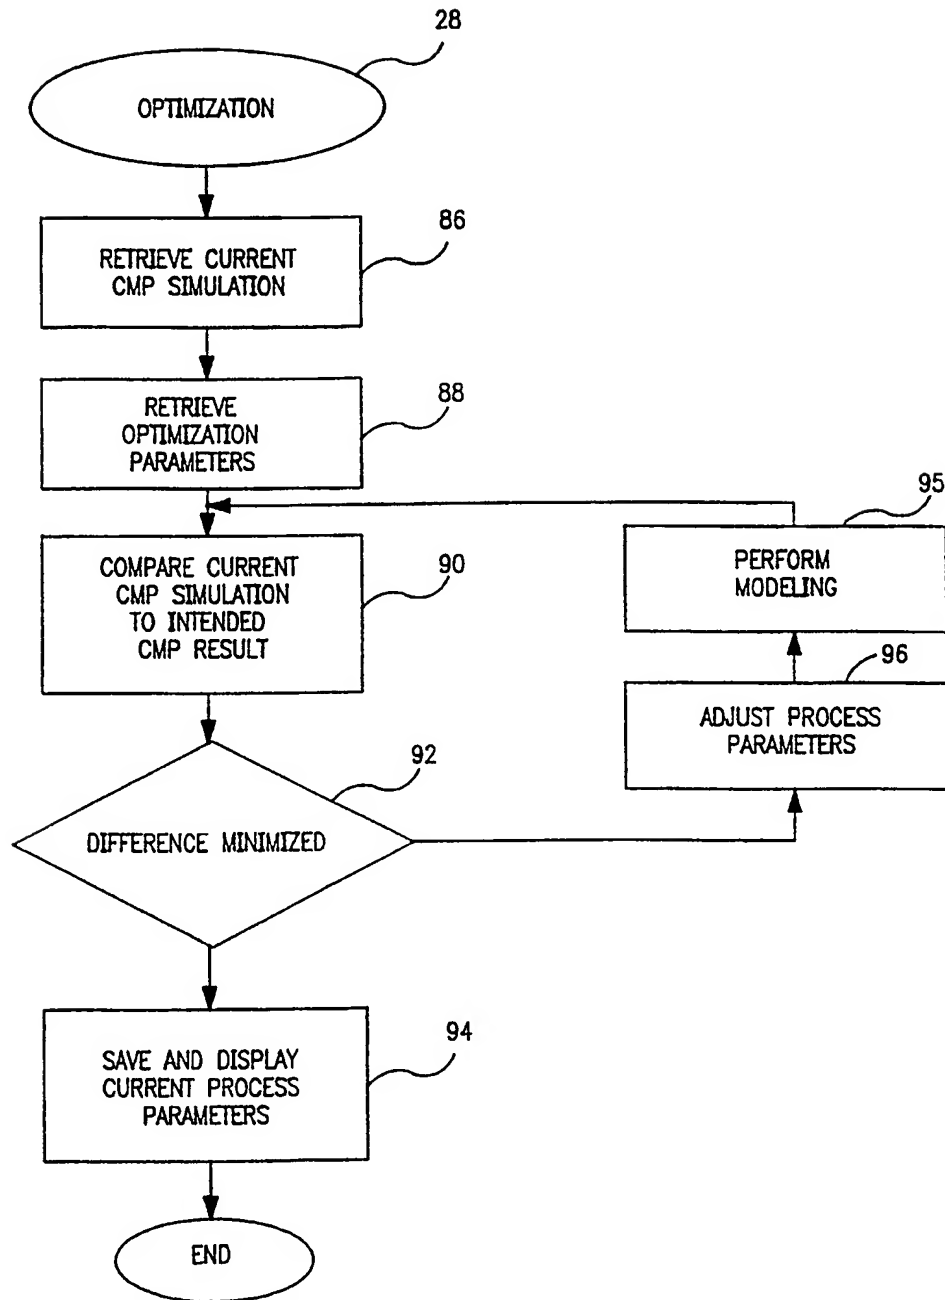 28
OPTIMIZATION
86
RETRIEVE CURRENT
CMP SIMULATION
88
RETRIEVE
OPTIMIZATION
PARAMETERS
95
PERFORM
MODELING
90
COMPARE CURRENT
CMP SIMULATION
TO INTENDED
CMP RESULT
96
ADJUST PROCESS
PARAMETERS
92
DIFFERENCE MINIMIZED
94
SAVE AND DISPLAY
CURRENT PROCESS
PARAMETERS
END